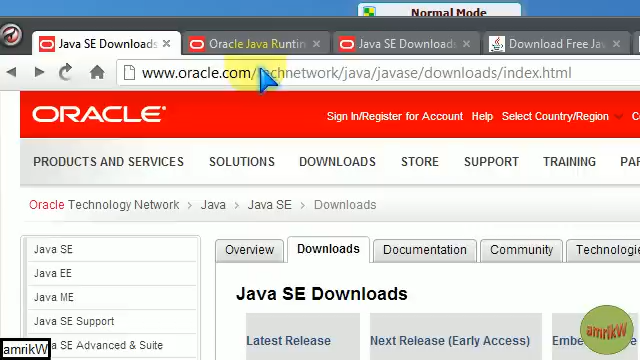 Normal Mode
Java SE Downloads
Oracle Java Runtin
Java SE Downloads
Download Free Jav
www.oracle.com/technetwork/java/javase/downloads/index.html
ORACLE
Sign In/Register for Account Help Select Country/Region
PRODUCTS AND SERVICES SOLUTIONS DOWNLOADS STORE SUPPORT TRAINING PAR
Oracle Technology Network > Java > Java SE > Downloads
Java SE
Java EE
Java ME
Java SE Support
Java SE Advanced & Suite
Overview Downloads Documentation Community Technologie
Java SE Downloads
Latest Release Next Release (Early Access) Embe
amrikW
amrikW